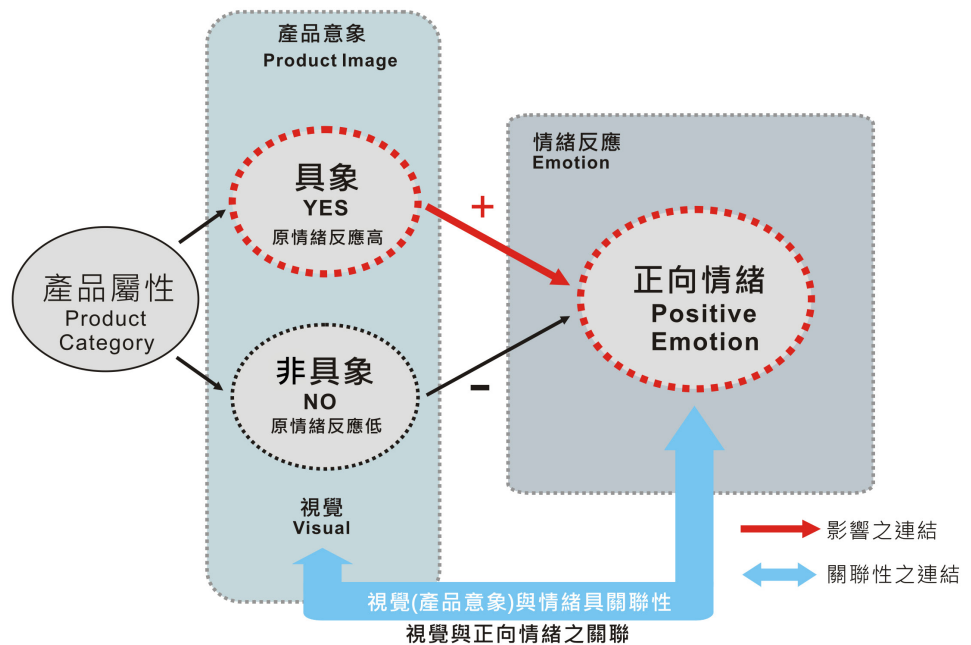 產品意象
Product Image
具象
YES
原情緒反應高
產品屬性
Product
Category
非具象
NO
原情緒反應低
視覺
Visual
+
-
情緒反應
Emotion
正向情緒
Positive
Emotion
影響之連結
關聯性之連結
視覺(產品意象)與情緒具關聯性
視覺與正向情緒之關聯